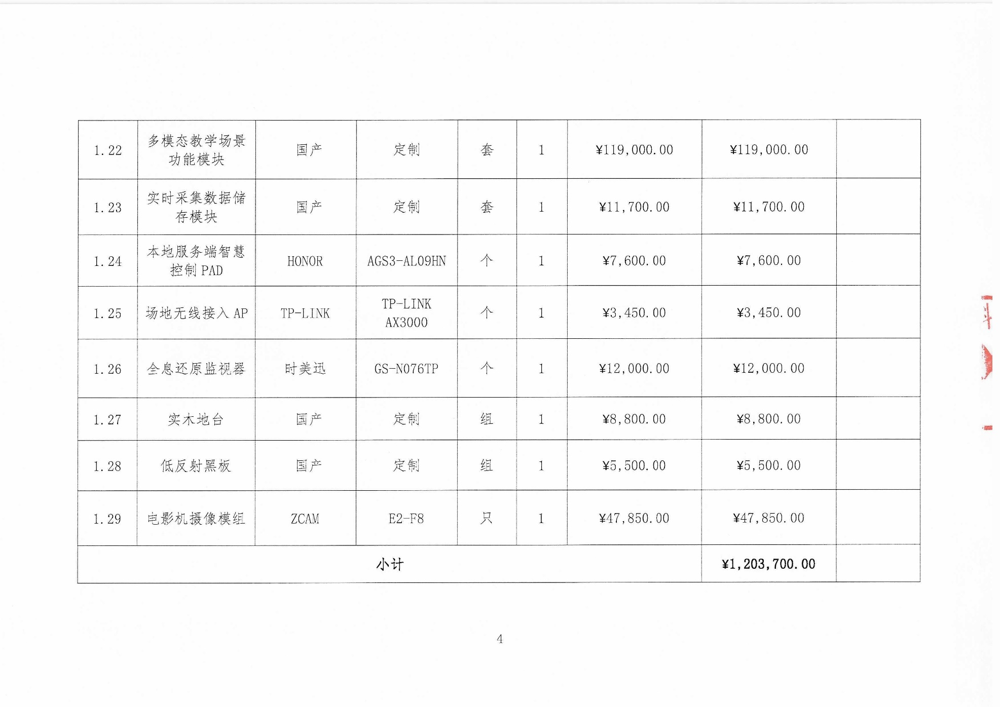 1.22 多模态教学场景功能模块 国产 定制 套 1 ¥119,000.00 ¥119,000.00
1.23 实时采集数据储存模块 国产 定制 套 1 ¥11,700.00 ¥11,700.00
1.24 本地服务端智慧控制PAD HONOR AGS3-AL09HN 个 1 ¥7,600.00 ¥7,600.00
1.25 场地无线接入AP TP-LINK TP-LINK AX3000 个 1 ¥3,450.00 ¥3,450.00
1.26 全息还原监视器 时美迅 GS-N076TP 个 1 ¥12,000.00 ¥12,000.00
1.27 实木地台 国产 定制 组 1 ¥8,800.00 ¥8,800.00
1.28 低反射黑板 国产 定制 组 1 ¥5,500.00 ¥5,500.00
1.29 电影机摄像模组 ZCAM E2-F8 只 1 ¥47,850.00 ¥47,850.00
小计 ¥1,203,700.00
4